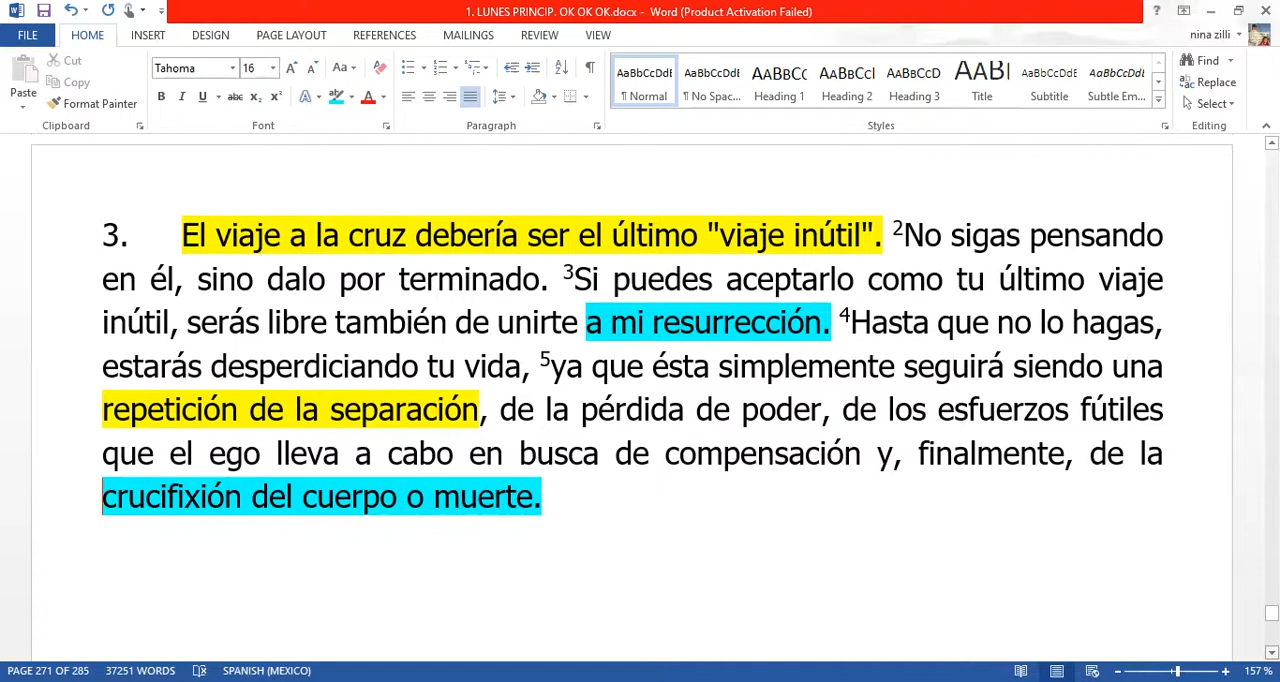 1. LUNES PRINCIP. OK OK OK.docx - Word (Product Activation Failed)
FILE HOME INSERT DESIGN PAGE LAYOUT REFERENCES MAILINGS REVIEW VIEW nina zilli
Cut
Copy
Paste
Format Painter
Tahoma 16
AaBbCcDdE AaBbCcDdE AaBbCc AaBbCcI AaBbCcD AaBI AaBbCcDdE AaBbCcDdE
¶ Normal ¶ No Spac... Heading 1 Heading 2 Heading 3 Title Subtitle Subtle Em...
Find
Replace
Select
Clipboard Font Paragraph Styles Editing
3. El viaje a la cruz debería ser el último "viaje inútil". ²No sigas pensando
en él, sino dalo por terminado. ³Si puedes aceptarlo como tu último viaje
inútil, serás libre también de unirte a mi resurrección. ⁴Hasta que no lo hagas,
estarás desperdiciando tu vida, ⁵ya que ésta simplemente seguirá siendo una
repetición de la separación, de la pérdida de poder, de los esfuerzos fútiles
que el ego lleva a cabo en busca de compensación y, finalmente, de la
crucifixión del cuerpo o muerte.
PAGE 271 OF 285 37251 WORDS SPANISH (MEXICO) 157 %